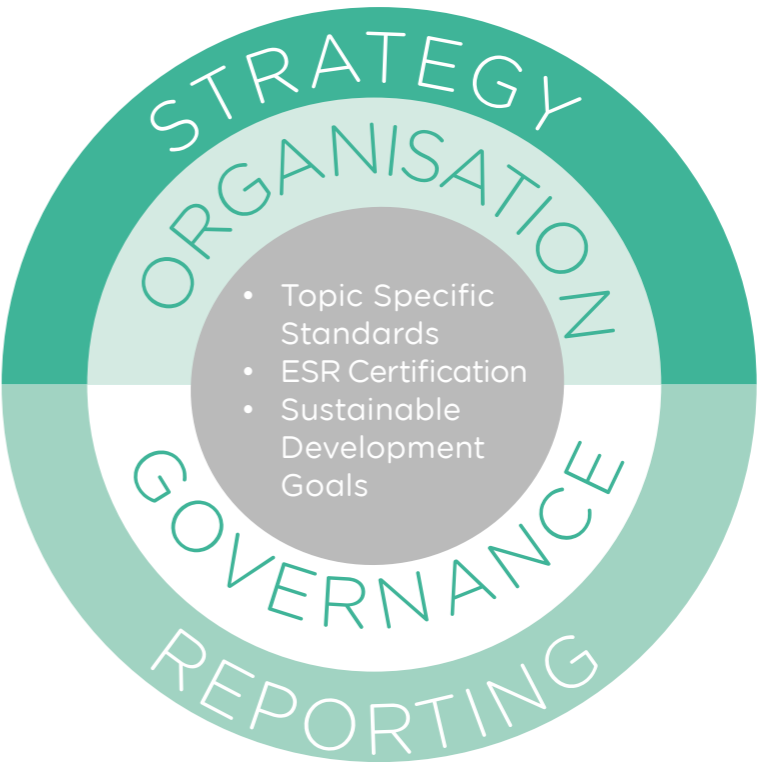 STRATEGY
ORGANISATION
• Topic Specific
Standards
• ESR Certification
• Sustainable
Development
Goals
GOVERNANCE
REPORTING